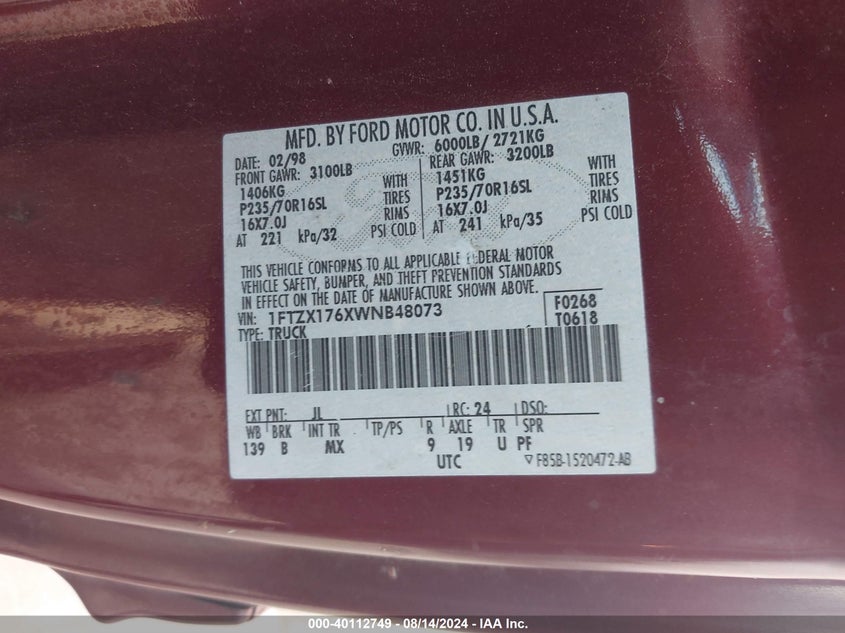 MFD. BY FORD MOTOR CO. IN U.S.A.
DATE: 02/98 GVWR: 6000LB/ 2721KG
FRONT GAWR: 3100LB REAR GAWR: 3200LB
1406KG WITH 1451KG WITH
P235/70R16SL TIRES P235/70R16SL TIRES
16X7.0J RIMS 16X7.0J RIMS
AT 221 kPa/32 PSI COLD AT 241 kPa/35 PSI COLD
THIS VEHICLE CONFORMS TO ALL APPLICABLE FEDERAL MOTOR
VEHICLE SAFETY, BUMPER, AND THEFT PREVENTION STANDARDS
IN EFFECT ON THE DATE OF MANUFACTURE SHOWN ABOVE.
VIN: 1FTZX176XWNB48073 F0268
TYPE: TRUCK T0618
EXT PNT: JL RC: 24 DSO:
WB BRK INT TR TP/PS R AXLE TR SPR
139 B MX 9 19 U PF
UTC F85B-1520472-AB
000-40112749 - 08/14/2024 - IAA Inc.